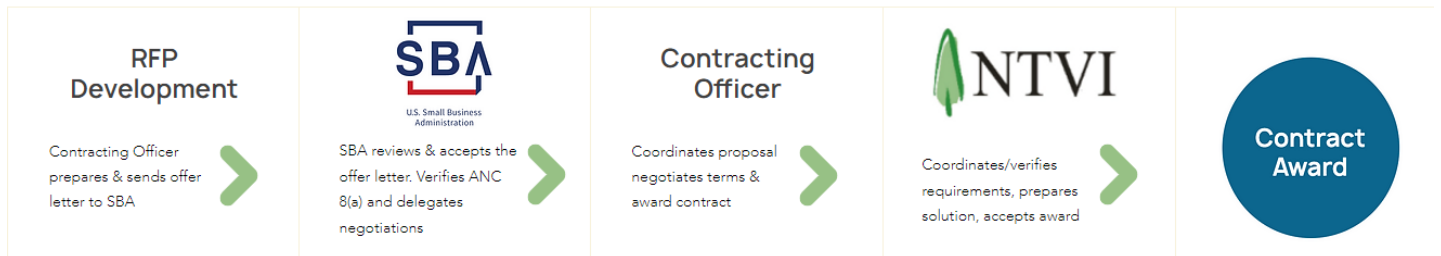 RFP
Development
Contracting Officer
prepares & sends offer
letter to SBA
SBA
U.S. Small Business
Administration
SBA reviews & accepts the
offer letter. Verifies ANC
8(a) and delegates
negotiations
Contracting
Officer
Coordinates proposal
negotiates terms &
award contract
NTVI
Coordinates/verifies
requirements, prepares
solution, accepts award
Contract
Award